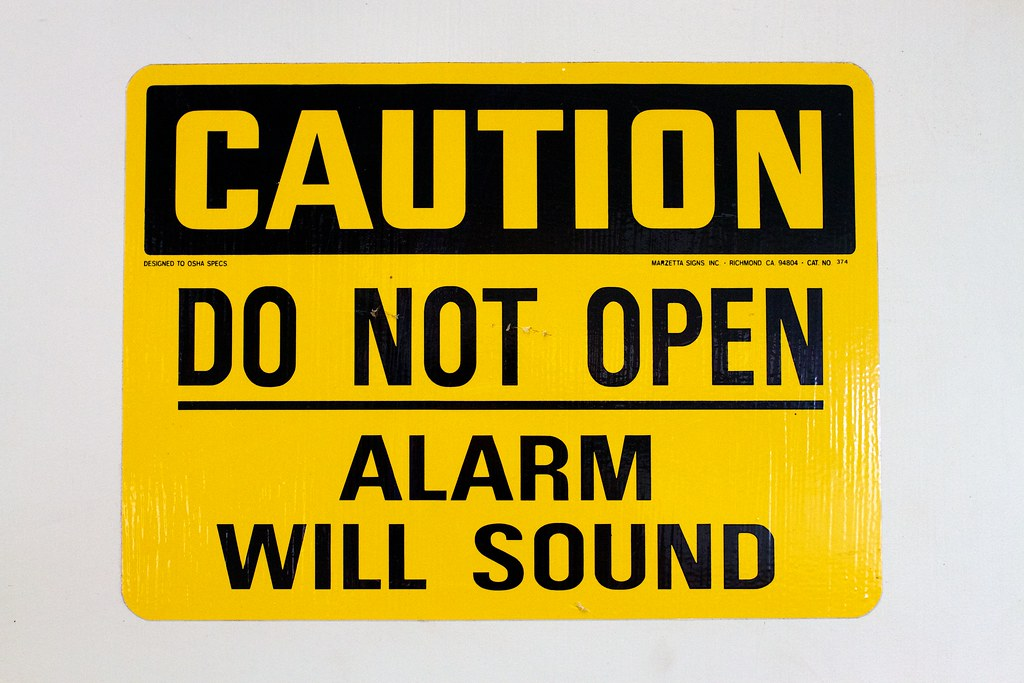 CAUTION
DESIGNED TO OSHA SPECS. MARZETTA SIGNS INC · RICHMOND CA. 94804 · CAT. NO. 374
DO NOT OPEN
ALARM
WILL SOUND